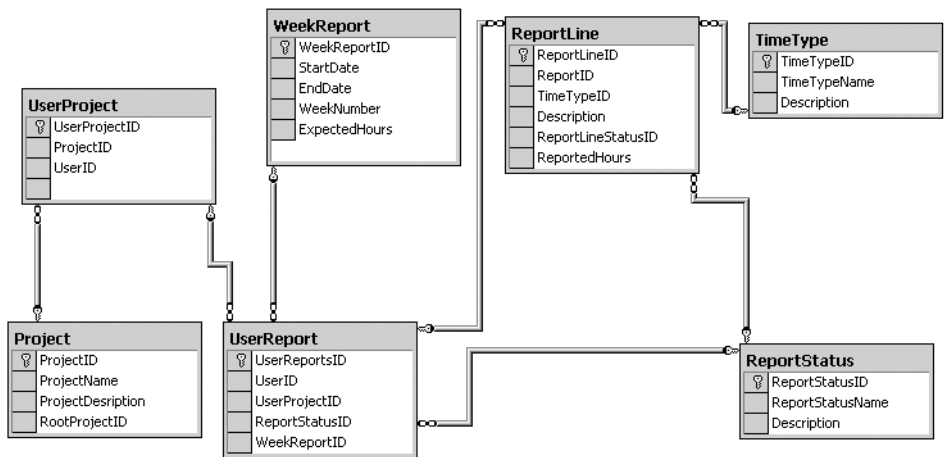 WeekReport
WeekReportID
StartDate
EndDate
WeekNumber
ExpectedHours
ReportLine
ReportLineID
ReportID
TimeTypeID
Description
ReportLineStatusID
ReportedHours
TimeType
TimeTypeID
TimeTypeName
Description
UserProject
UserProjectID
ProjectID
UserID
Project
ProjectID
ProjectName
ProjectDesription
RootProjectID
UserReport
UserReportsID
UserID
UserProjectID
ReportStatusID
WeekReportID
ReportStatus
ReportStatusID
ReportStatusName
Description